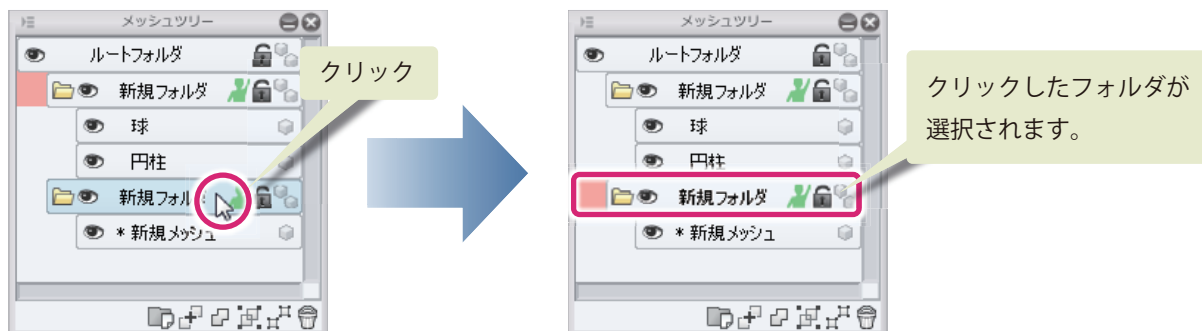 メッシュツリー
ルートフォルダ
新規フォルダ
球
円柱
新規フォル
* 新規メッシュ
クリック
メッシュツリー
ルートフォルダ
新規フォルダ
球
円柱
新規フォルダ
* 新規メッシュ
クリックしたフォルダが
選択されます。